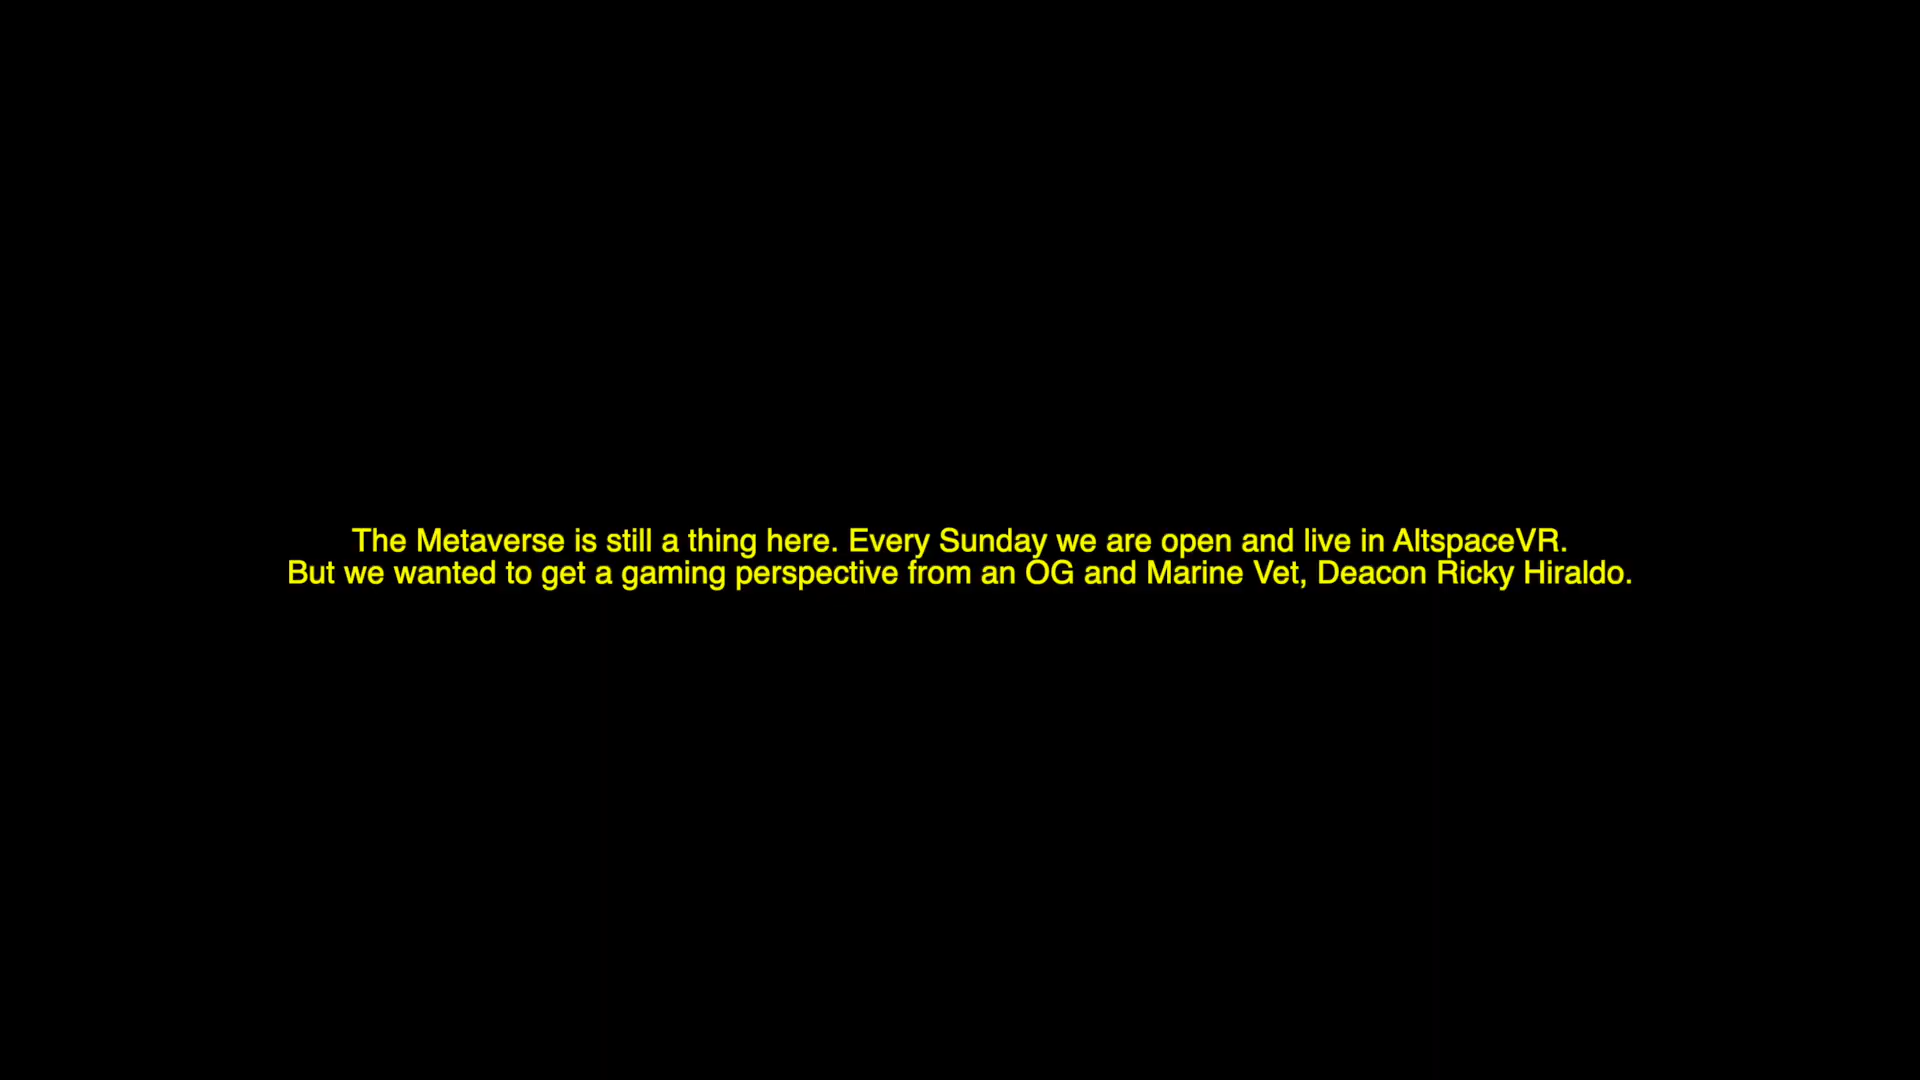 The Metaverse is still a thing here. Every Sunday we are open and live in AltspaceVR.
But we wanted to get a gaming perspective from an OG and Marine Vet, Deacon Ricky Hiraldo.